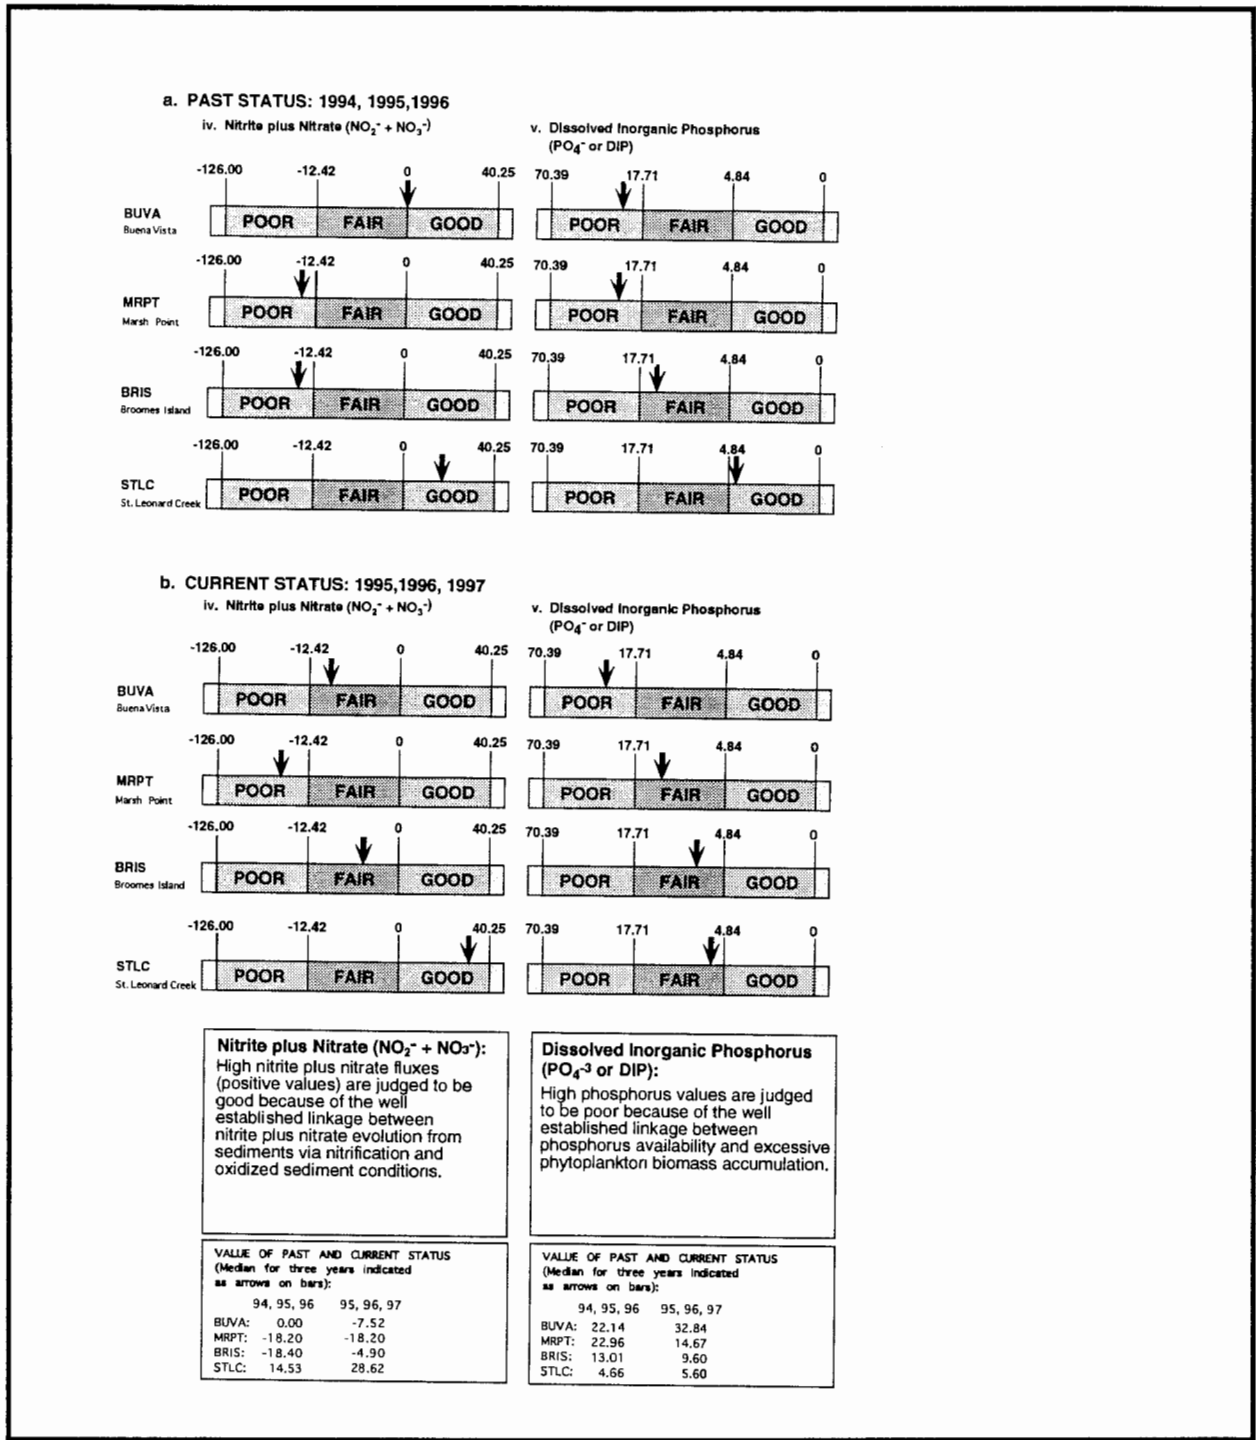 a. PAST STATUS: 1994, 1995,1996
iv. Nitrite plus Nitrate (NO₂⁻ + NO₃⁻)
v. Dissolved Inorganic Phosphorus
(PO₄⁻ or DIP)
-126.00 -12.42 0 40.25 70.39 17.71 4.84 0
BUVA
Buena Vista
POOR FAIR GOOD POOR FAIR GOOD
-126.00 -12.42 0 40.25 70.39 17.71 4.84 0
MRPT
Marsh Point
POOR FAIR GOOD POOR FAIR GOOD
-126.00 -12.42 0 40.25 70.39 17.71 4.84 0
BRIS
Broomes Island
POOR FAIR GOOD POOR FAIR GOOD
-126.00 -12.42 0 40.25 70.39 17.71 4.84 0
STLC
St. Leonard Creek
POOR FAIR GOOD POOR FAIR GOOD
b. CURRENT STATUS: 1995,1996, 1997
iv. Nitrite plus Nitrate (NO₂⁻ + NO₃⁻)
v. Dissolved Inorganic Phosphorus
(PO₄⁻ or DIP)
-126.00 -12.42 0 40.25 70.39 17.71 4.84 0
BUVA
Buena Vista
POOR FAIR GOOD POOR FAIR GOOD
-126.00 -12.42 0 40.25 70.39 17.71 4.84 0
MRPT
Marsh Point
POOR FAIR GOOD POOR FAIR GOOD
-126.00 -12.42 0 40.25 70.39 17.71 4.84 0
BRIS
Broomes Island
POOR FAIR GOOD POOR FAIR GOOD
-126.00 -12.42 0 40.25 70.39 17.71 4.84 0
STLC
St. Leonard Creek
POOR FAIR GOOD POOR FAIR GOOD
Nitrite plus Nitrate (NO₂⁻ + NO₃⁻):
High nitrite plus nitrate fluxes
(positive values) are judged to be
good because of the well
established linkage between
nitrite plus nitrate evolution from
sediments via nitrification and
oxidized sediment conditions.
Dissolved Inorganic Phosphorus
(PO₄⁻³ or DIP):
High phosphorus values are judged
to be poor because of the well
established linkage between
phosphorus availability and excessive
phytoplankton biomass accumulation.
VALUE OF PAST AND CURRENT STATUS
(Median for three years indicated
as arrows on bars):
94, 95, 96 95, 96, 97
BUVA: 0.00 -7.52
MRPT: -18.20 -18.20
BRIS: -18.40 -4.90
STLC: 14.53 28.62
VALUE OF PAST AND CURRENT STATUS
(Median for three years indicated
as arrows on bars):
94, 95, 96 95, 96, 97
BUVA: 22.14 32.84
MRPT: 22.96 14.67
BRIS: 13.01 9.60
STLC: 4.66 5.60